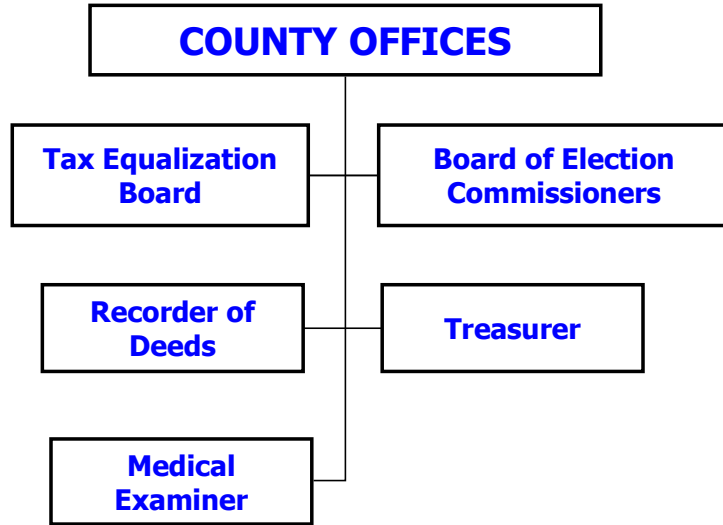 COUNTY OFFICES
Tax Equalization
Board
Board of Election
Commissioners
Recorder of
Deeds
Treasurer
Medical
Examiner